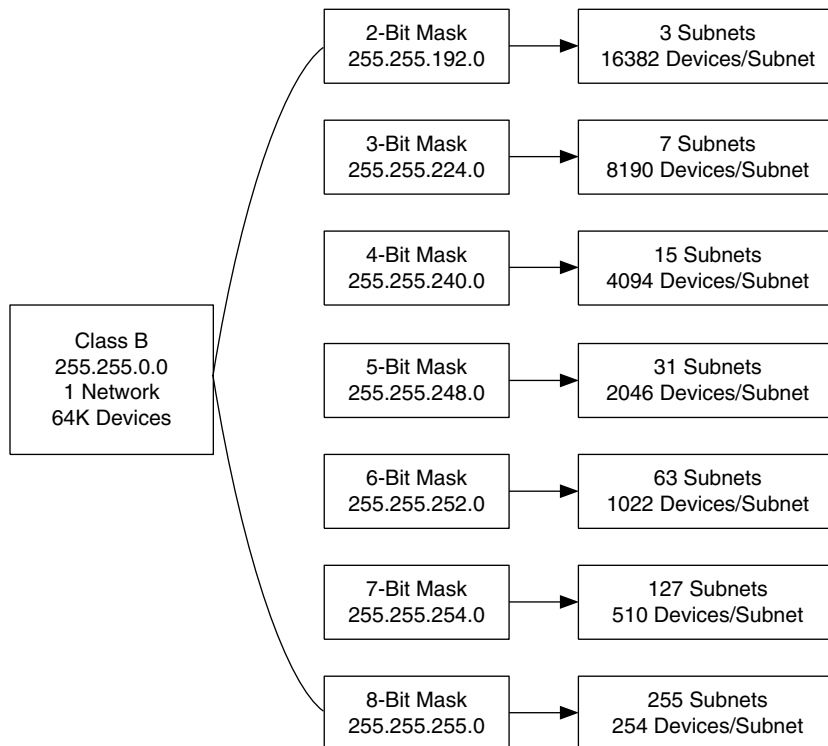 2-Bit Mask
255.255.192.0
3 Subnets
16382 Devices/Subnet
3-Bit Mask
255.255.224.0
7 Subnets
8190 Devices/Subnet
4-Bit Mask
255.255.240.0
15 Subnets
4094 Devices/Subnet
Class B
255.255.0.0
1 Network
64K Devices
5-Bit Mask
255.255.248.0
31 Subnets
2046 Devices/Subnet
6-Bit Mask
255.255.252.0
63 Subnets
1022 Devices/Subnet
7-Bit Mask
255.255.254.0
127 Subnets
510 Devices/Subnet
8-Bit Mask
255.255.255.0
255 Subnets
254 Devices/Subnet